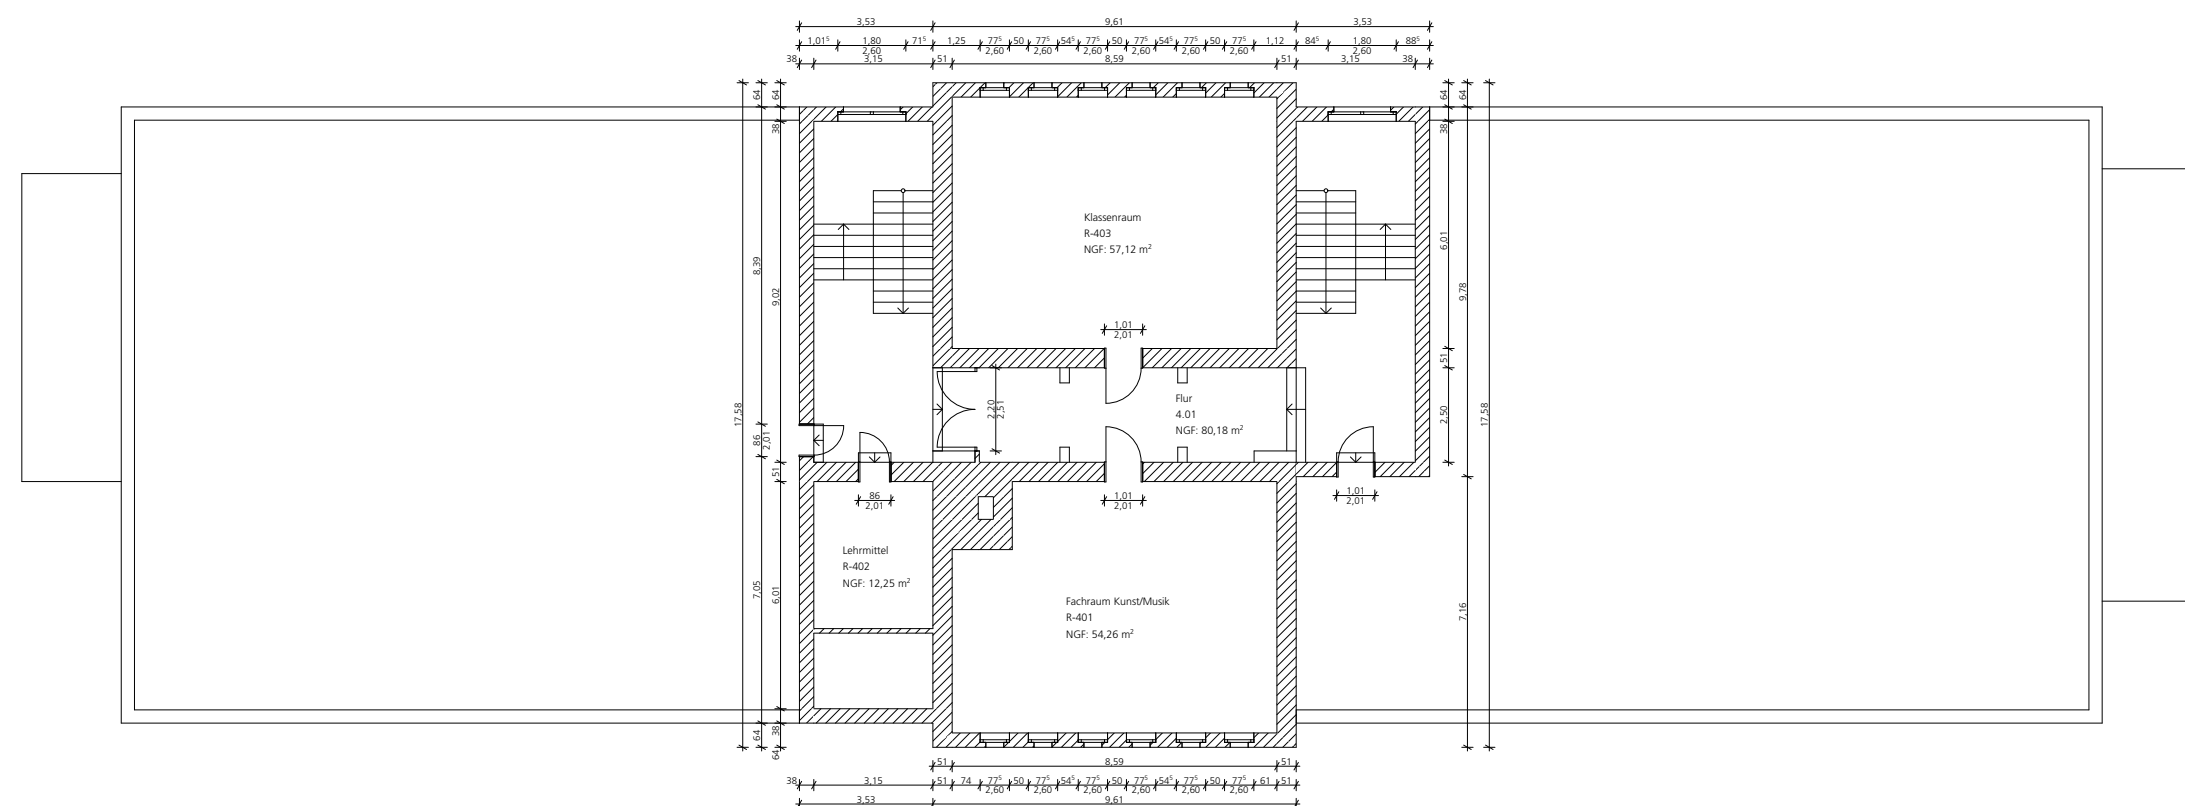 3,53 9,61 3,53
1,01⁵ 1,80 71⁵ 1,25 77⁵ 50 77⁵ 54⁵ 77⁵ 50 77⁵ 54⁵ 77⁵ 50 77⁵ 1,12 84⁵ 1,80 88⁵
2,60 2,60 2,60 2,60 2,60 2,60 2,60 2,60
38 3,15 51 8,59 51 3,15 38
64 64 64 64
38 38
Klassenraum
R-403
NGF: 57,12 m²
6,01
8,39
9,02
9,78
1,01
2,01
51
Flur
4.01
NGF: 80,18 m²
2,20
2,51
2,50
17,58
17,58
86
2,01
51
86
2,01
1,01
2,01
1,01
2,01
Lehrmittel
R-402
NGF: 12,25 m²
7,05
6,01
Fachraum Kunst/Musik
R-401
NGF: 54,26 m²
7,16
64 38
64
51 8,59 51
38 3,15 51 74 77⁵ 50 77⁵ 54⁵ 77⁵ 50 77⁵ 54⁵ 77⁵ 50 77⁵ 61 51
2,60 2,60 2,60 2,60 2,60 2,60
3,53 9,61